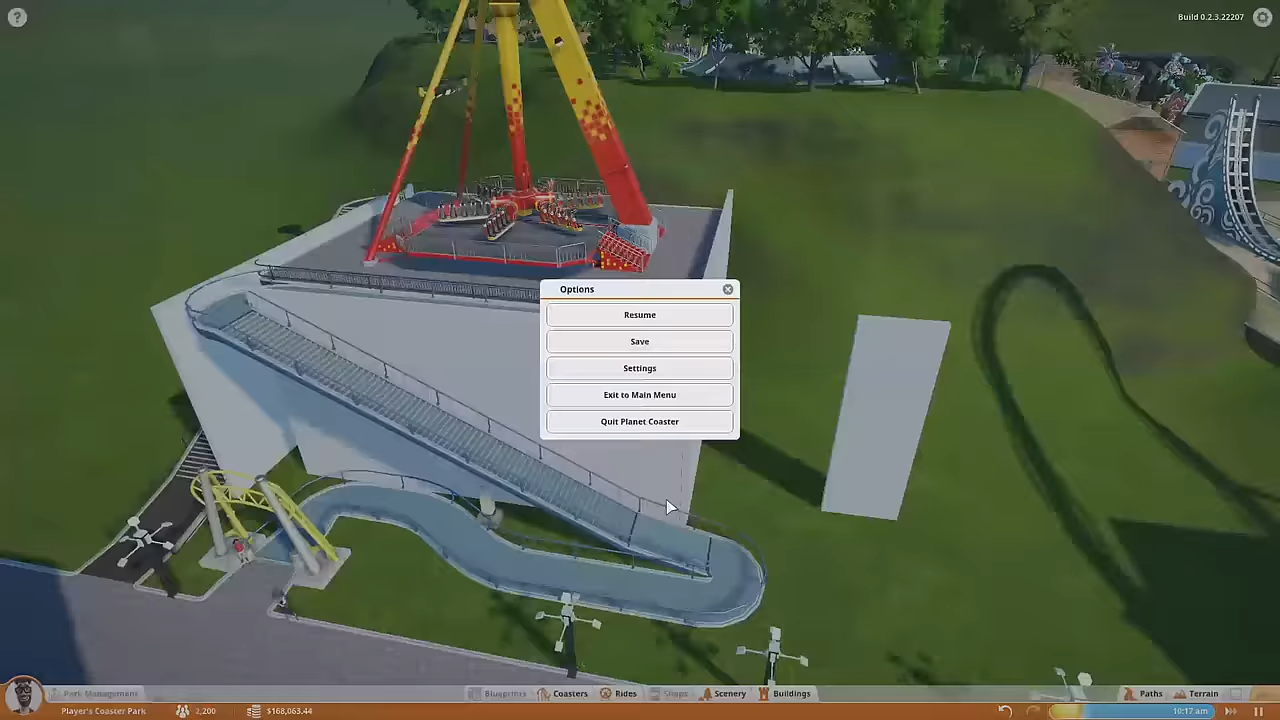 ?
Build 0.2.3.22207
Options
Resume
Save
Settings
Exit to Main Menu
Quit Planet Coaster
Park Management
Blueprints
Coasters
Rides
Shops
Scenery
Buildings
Paths
Terrain
Player's Coaster Park
2,200
$168,063.44
10:17 am